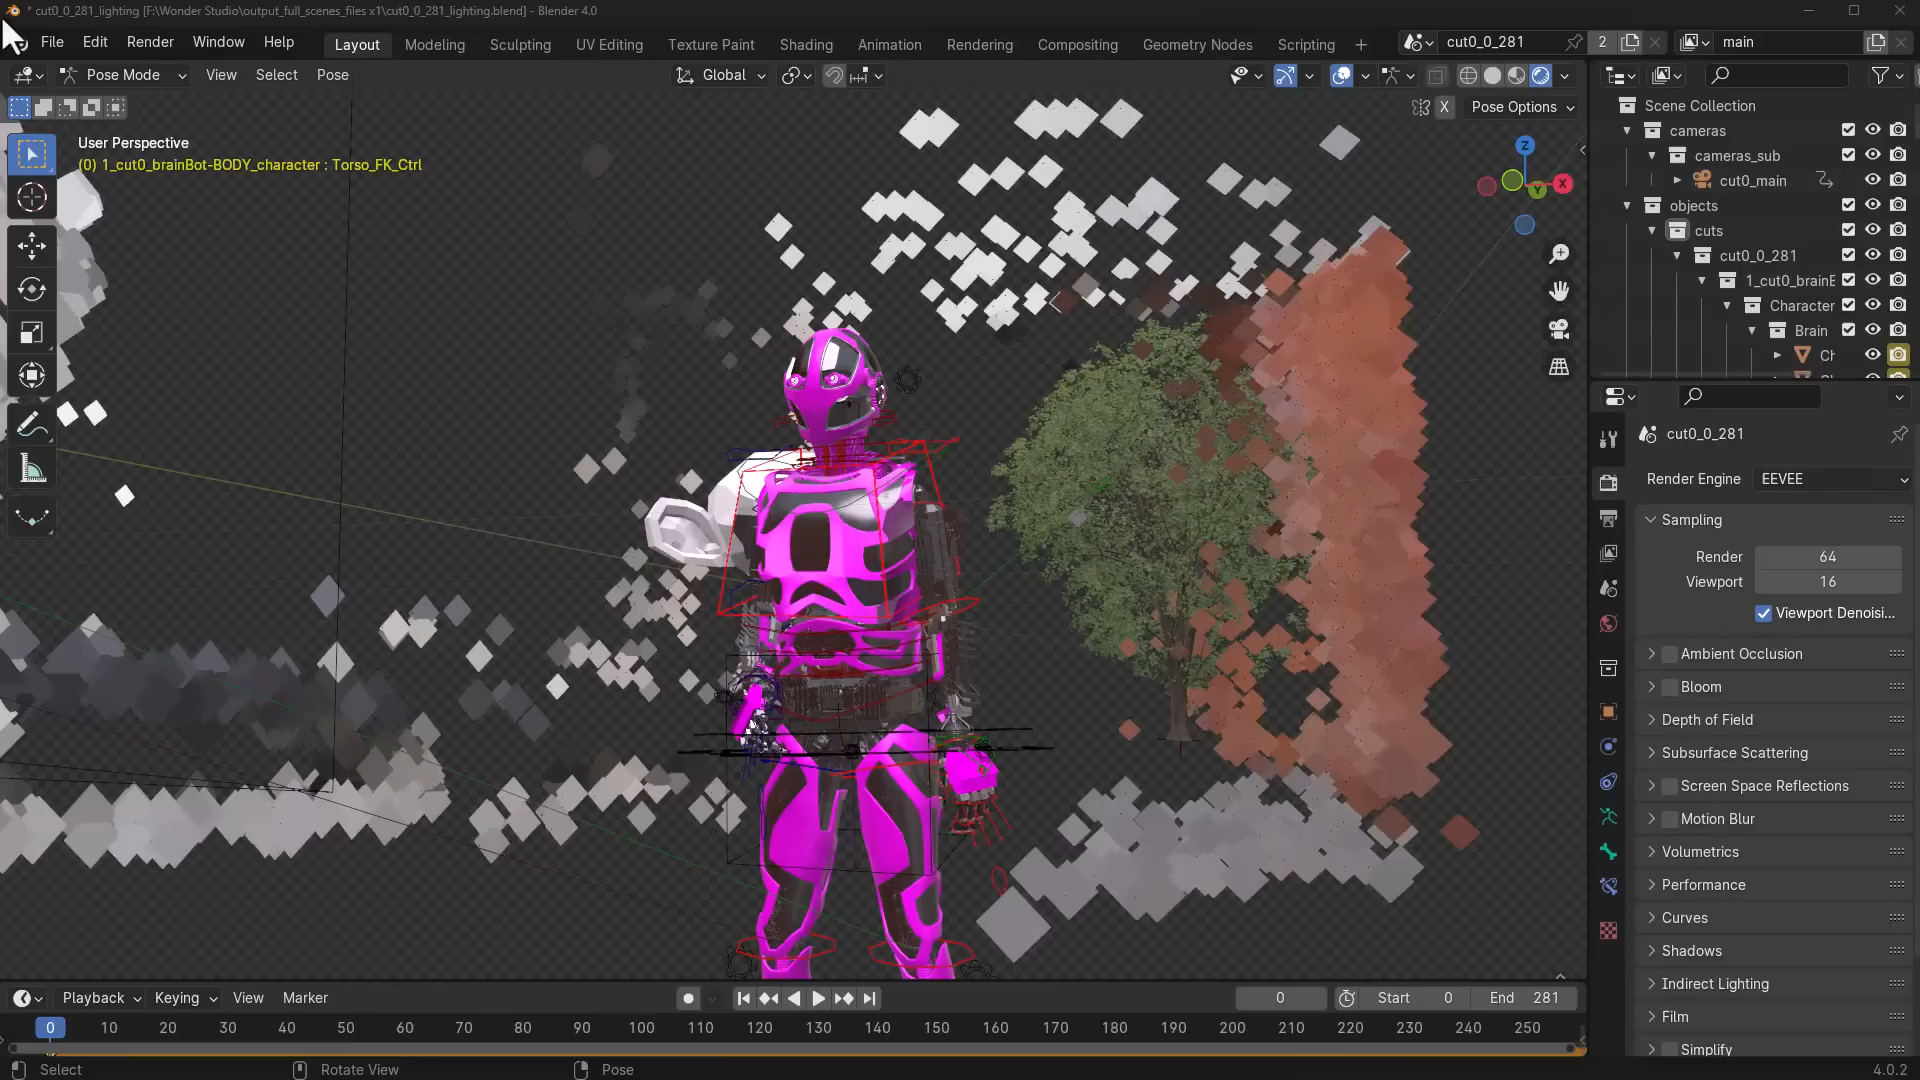 * cut0_0_281_lighting [F:\Wonder Studio\output_full_scenes_files x1\cut0_0_281_lighting.blend] - Blender 4.0
File Edit Render Window Help
Layout Modeling Sculpting UV Editing Texture Paint Shading Animation Rendering Compositing Geometry Nodes Scripting +
cut0_0_281 2 main
Pose Mode View Select Pose Global
X Pose Options
User Perspective
(0) 1_cut0_brainBot-BODY_character : Torso_FK_Ctrl
Z
X
Y
Scene Collection
cameras
cameras_sub
cut0_main
objects
cuts
cut0_0_281
1_cut0_brainE
Character
Brain
Ch
cut0_0_281
Render Engine EEVEE
Sampling
Render 64
Viewport 16
Viewport Denoisi...
Ambient Occlusion
Bloom
Depth of Field
Subsurface Scattering
Screen Space Reflections
Motion Blur
Volumetrics
Performance
Curves
Shadows
Indirect Lighting
Film
Simplify
Playback Keying View Marker 0 Start 0 End 281
0 10 20 30 40 50 60 70 80 90 100 110 120 130 140 150 160 170 180 190 200 210 220 230 240 250
Select Rotate View Pose 4.0.2